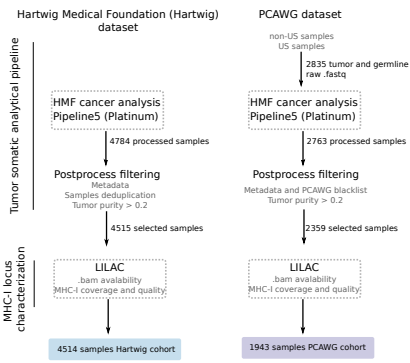 Hartwig Medical Foundation (Hartwig)
dataset
PCAWG dataset
non-US samples
US samples
2835 tumor and germline
raw .fastq
Tumor somatic analytical pipeline
HMF cancer analysis
Pipeline5 (Platinum)
HMF cancer analysis
Pipeline5 (Platinum)
4784 processed samples
2763 processed samples
Postprocess filtering
Metadata
Samples deduplication
Tumor purity > 0.2
Postprocess filtering
Metadata and PCAWG blacklist
Tumor purity > 0.2
4515 selected samples
2359 selected samples
MHC-I locus
characterization
LILAC
.bam avalability
MHC-I coverage and quality
LILAC
.bam avalability
MHC-I coverage and quality
4514 samples Hartwig cohort
1943 samples PCAWG cohort